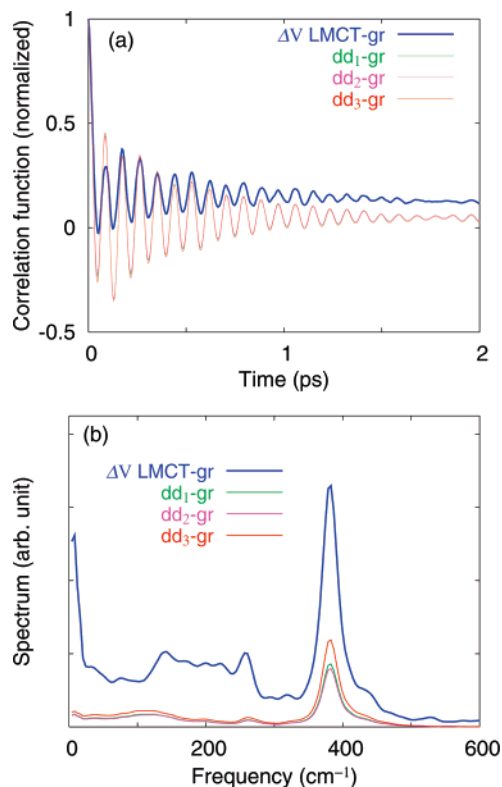 (a)
ΔV LMCT-gr
dd₁-gr
dd₂-gr
dd₃-gr
Correlation function (normalized)
1
0.5
0
-0.5
0
1
2
Time (ps)
(b)
ΔV LMCT-gr
dd₁-gr
dd₂-gr
dd₃-gr
Spectrum (arb. unit)
0
200
400
600
Frequency (cm⁻¹)